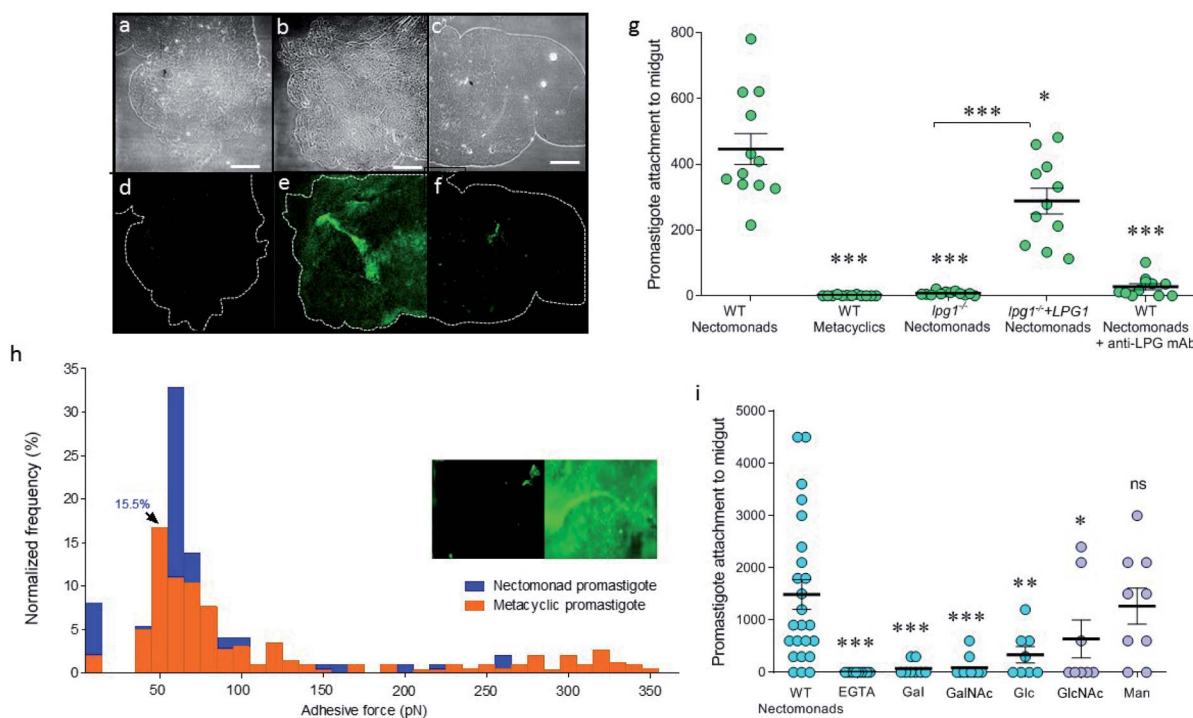 a
b
c
d
e
f
g
Promastigote attachment to midgut
800
600
400
200
0
***
***
***
*
***
WT
Nectomonads
WT
Metacyclics
lpg1-/-
Nectomonads
lpg1-/-+LPG1
Nectomonads
WT
Nectomonads
+ anti-LPG mAb
h
Normalized frequency (%)
35
30
25
20
15
10
5
0
15.5%
Nectomonad promastigote
Metacyclic promastigote
50
100
150
200
250
300
350
Adhesive force (pN)
i
Promastigote attachment to midgut
5000
4000
3000
2000
1000
0
***
***
***
**
*
ns
WT
Nectomonads
EGTA
Gal
GalNAc
Glc
GlcNAc
Man